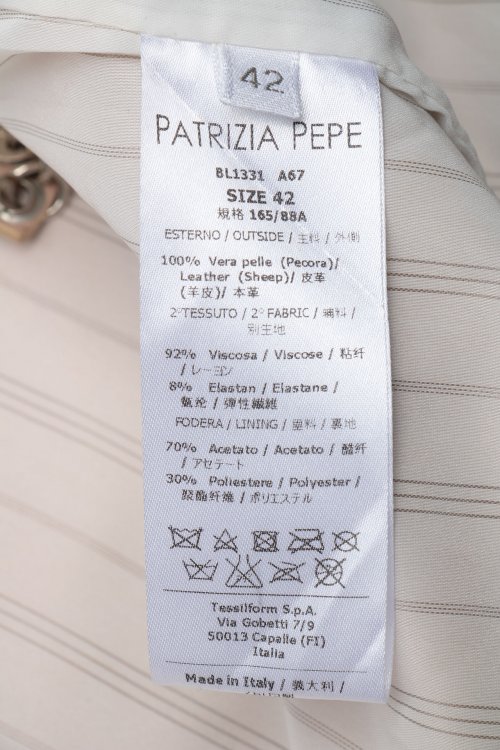 42
PATRIZIA PEPE
BL1331 A67
SIZE 42
規格 165/88A
ESTERNO / OUTSIDE / 主料 / 外側
100% Vera pelle (Pecora)/
Leather (Sheep)/ 皮革
(羊皮)/ 本革
2°TESSUTO / 2° FABRIC / 辅料 /
別生地
92% Viscosa / Viscose / 粘纤
/ レーヨン
8% Elastan / Elastane /
氨纶 / 弾性繊維
FODERA / LINING / 里料 / 裏地
70% Acetato / Acetato / 醋纤
/ アセテート
30% Poliestere / Polyester /
聚酯纤维 / ポリエステル
Tessilform S.p.A.
Via Gobetti 7/9
50013 Capalle (FI)
Italia
Made in Italy / 義大利 /